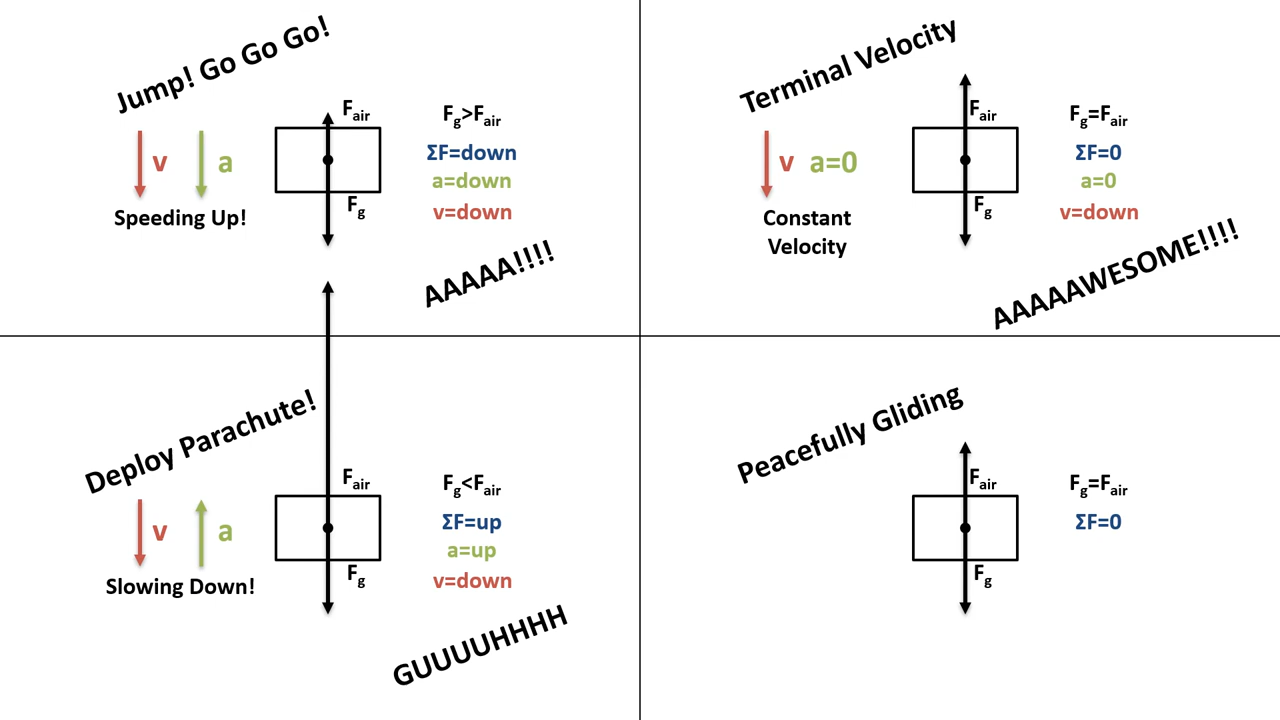 Jump! Go Go Go!
F_air
F_g>F_air
v
a
ΣF=down
a=down
Speeding Up!
F_g
v=down
AAAAA!!!!
Terminal Velocity
F_air
F_g=F_air
v
a=0
ΣF=0
a=0
Constant
Velocity
F_g
v=down
AAAAAWESOME!!!!
Deploy Parachute!
F_air
F_g<F_air
v
a
ΣF=up
a=up
Slowing Down!
F_g
v=down
GUUUUHHHH
Peacefully Gliding
F_air
F_g=F_air
ΣF=0
F_g